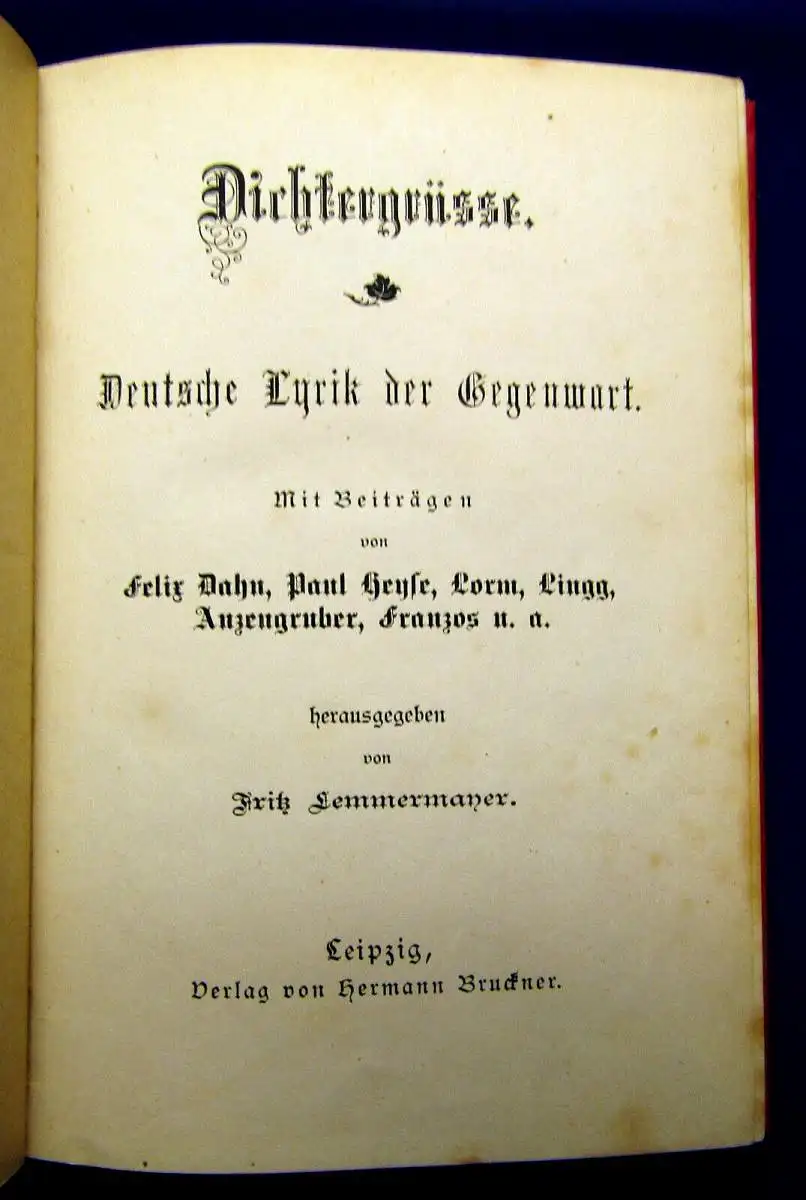 Dichtergrüsse.
Deutsche Lyrik der Gegenwart.
Mit Beiträgen
von
Felix Dahn, Paul Heyse, Lorm, Lingg,
Anzengruber, Franzos u. a.
herausgegeben
von
Fritz Lemmermayer.
Leipzig,
Verlag von Hermann Bruckner.